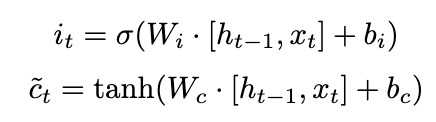 i_t = σ(W_i · [h_{t−1}, x_t] + b_i)
c̃_t = tanh(W_c · [h_{t−1}, x_t] + b_c)